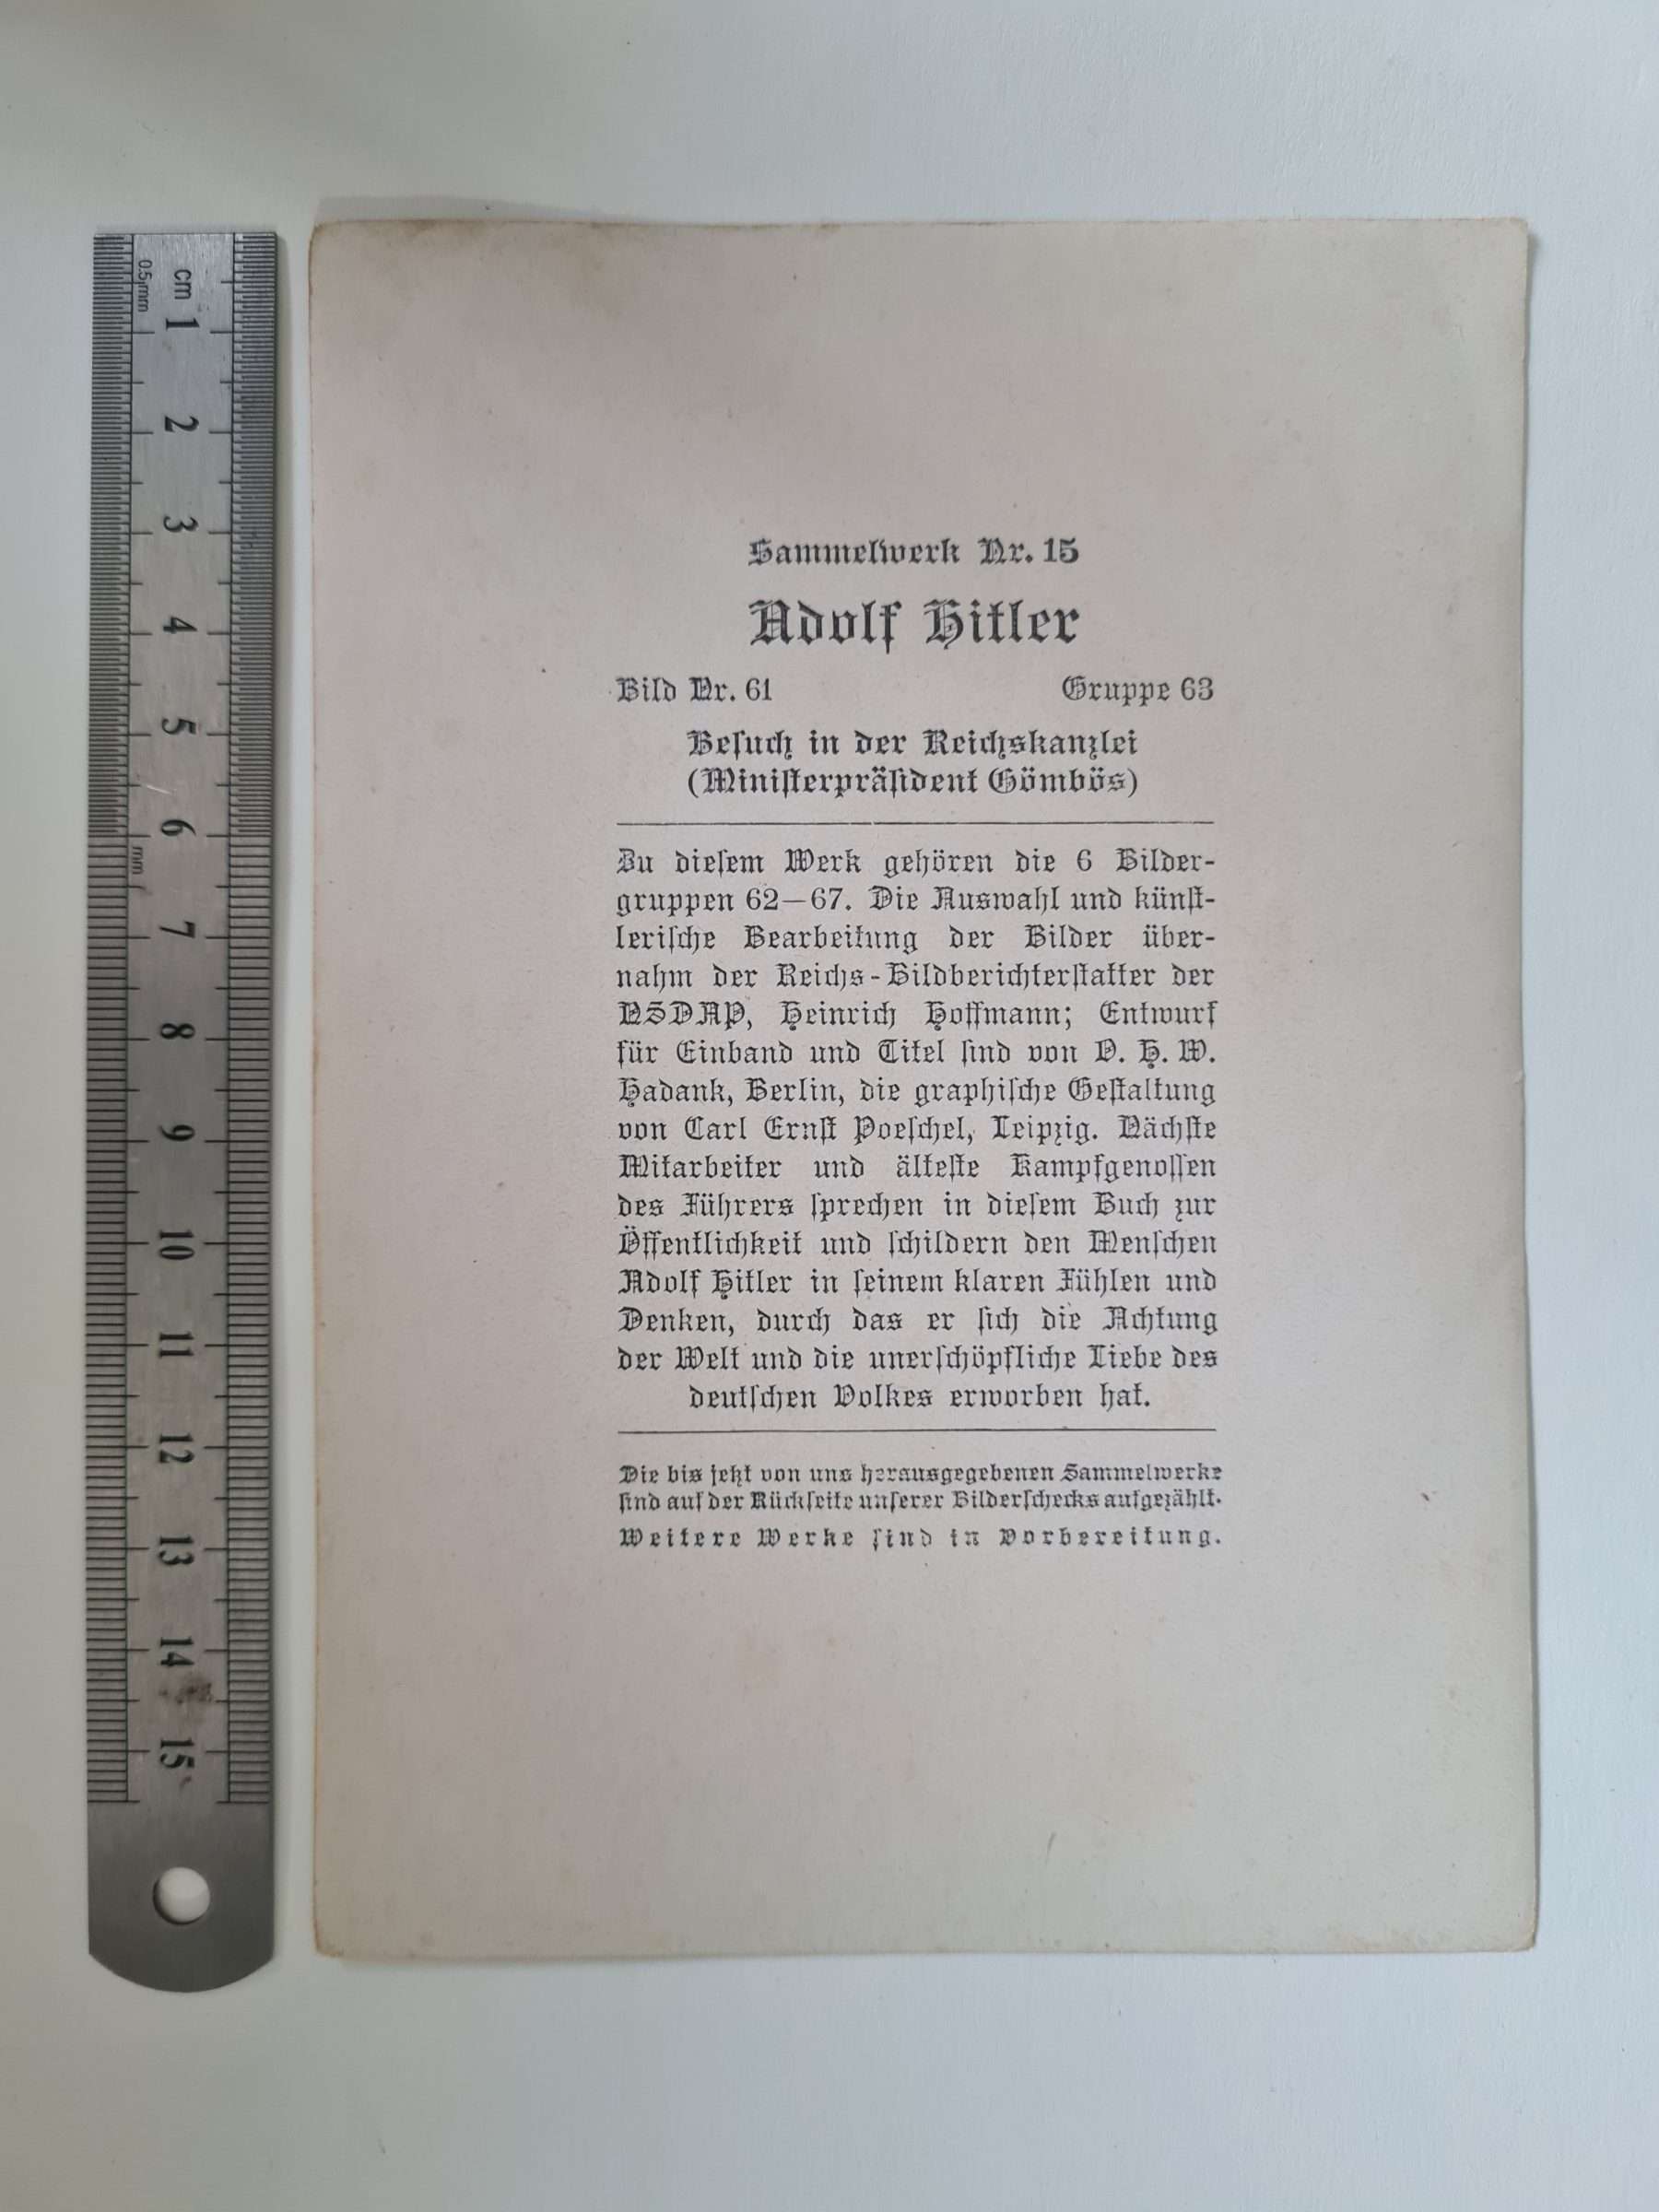 cm 1
0.5mm
2
3
4
5
6
mm
7
8
9
10
11
12
13
14
15
Sammelwerk Nr. 15
Adolf Hitler
Bild Nr. 61 Gruppe 63
Beſuch in der Reichskanzlei
(Miniſterpräſident Gömbös)
Zu dieſem Werk gehören die 6 Bilder-
gruppen 62—67. Die Auswahl und künſt-
leriſche Bearbeitung der Bilder über-
nahm der Reichs-Bildberichterſtatter der
NSDAP, Heinrich Hoffmann; Entwurf
für Einband und Titel ſind von O. H. W.
Hadank, Berlin, die graphiſche Geſtaltung
von Carl Ernſt Poeſchel, Leipzig. Nächſte
Mitarbeiter und älteſte Kampfgenoſſen
des Führers ſprechen in dieſem Buch zur
Öffentlichkeit und ſchildern den Menſchen
Adolf Hitler in ſeinem klaren Fühlen und
Denken, durch das er ſich die Achtung
der Welt und die unerſchöpfliche Liebe des
deutſchen Volkes erworben hat.
Die bis jetzt von uns herausgegebenen Sammelwerke
ſind auf der Rückſeite unſerer Bilderſchecks aufgezählt.
Weitere Werke ſind in Vorbereitung.